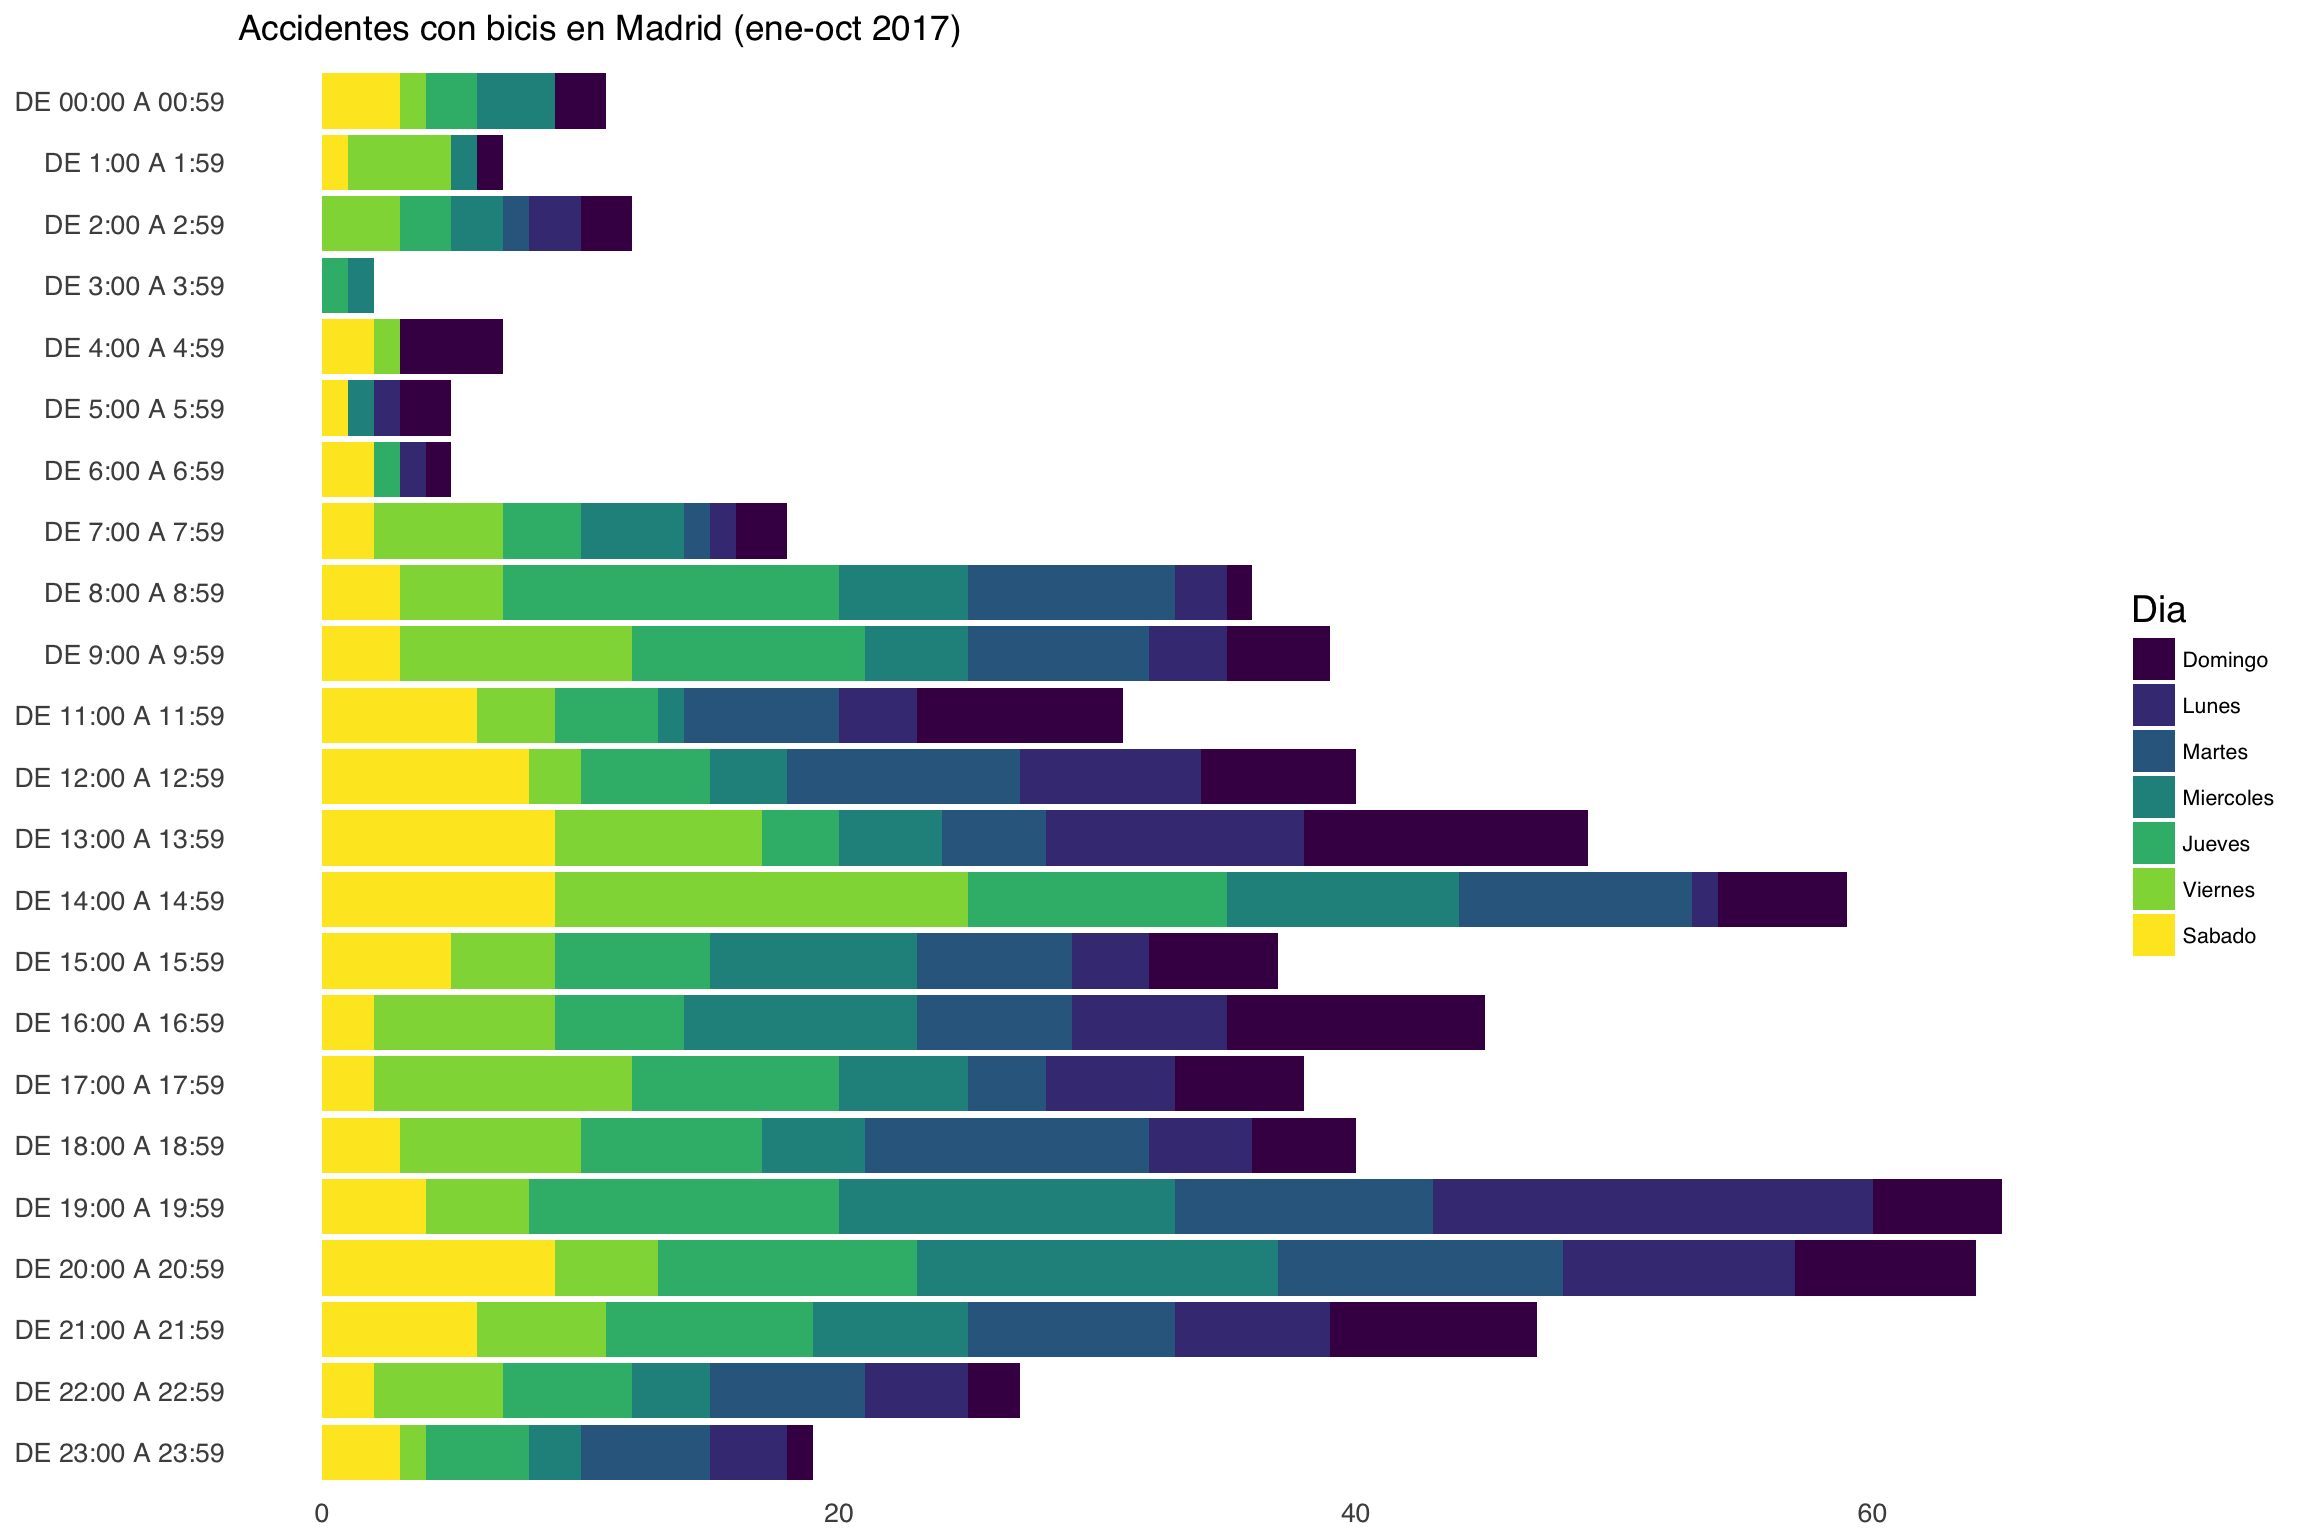 Accidentes con bicis en Madrid (ene-oct 2017)
DE 00:00 A 00:59
DE 1:00 A 1:59
DE 2:00 A 2:59
DE 3:00 A 3:59
DE 4:00 A 4:59
DE 5:00 A 5:59
DE 6:00 A 6:59
DE 7:00 A 7:59
DE 8:00 A 8:59
DE 9:00 A 9:59
DE 11:00 A 11:59
DE 12:00 A 12:59
DE 13:00 A 13:59
DE 14:00 A 14:59
DE 15:00 A 15:59
DE 16:00 A 16:59
DE 17:00 A 17:59
DE 18:00 A 18:59
DE 19:00 A 19:59
DE 20:00 A 20:59
DE 21:00 A 21:59
DE 22:00 A 22:59
DE 23:00 A 23:59
0 20 40 60
Dia
Domingo
Lunes
Martes
Miercoles
Jueves
Viernes
Sabado